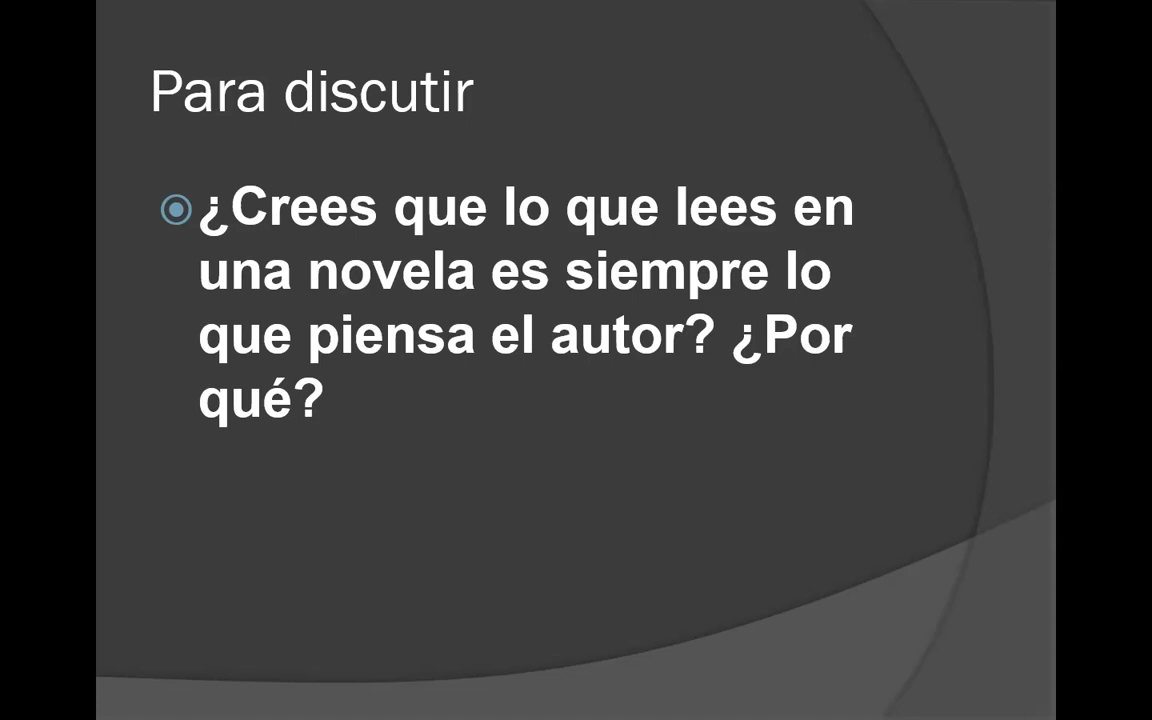 Para discutir
¿Crees que lo que lees en
una novela es siempre lo
que piensa el autor? ¿Por
qué?